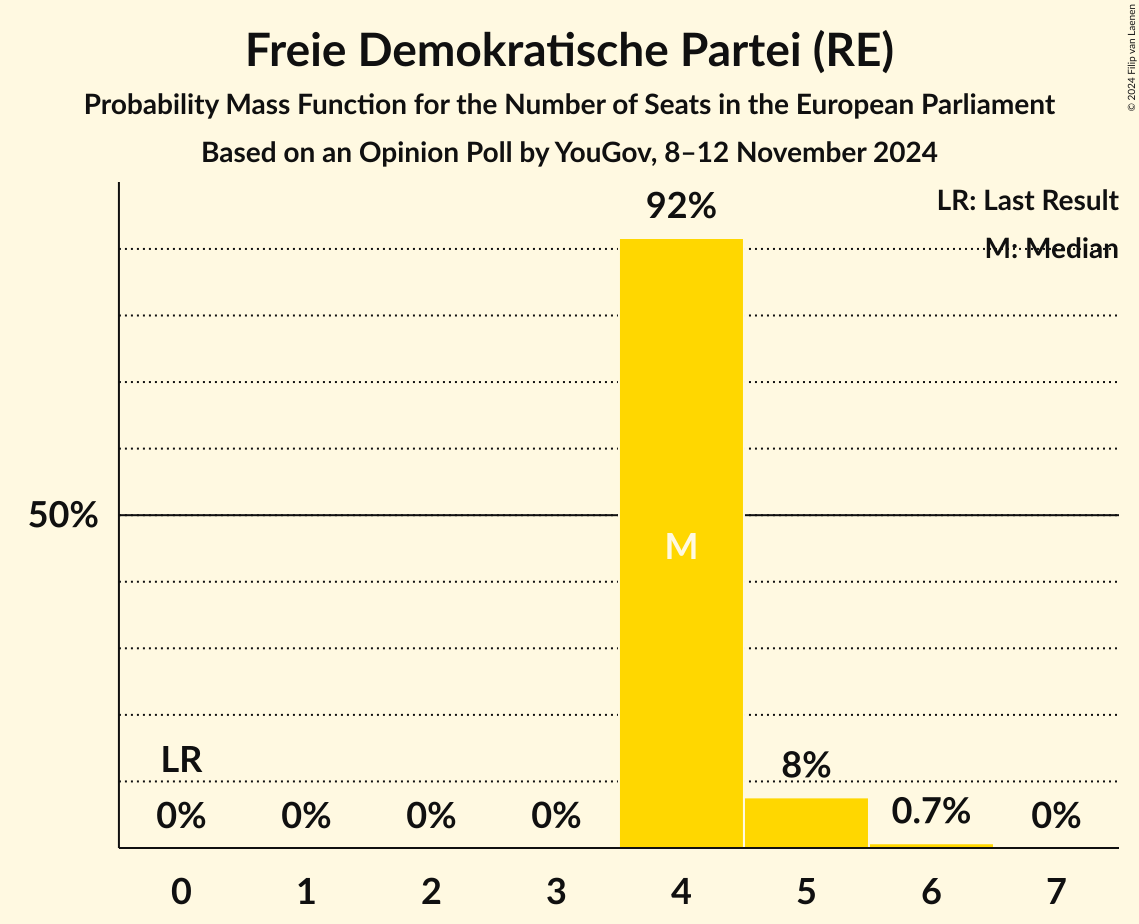 Freie Demokratische Partei (RE)
Probability Mass Function for the Number of Seats in the European Parliament
Based on an Opinion Poll by YouGov, 8–12 November 2024
© 2024 Filip van Laenen
LR: Last Result
M: Median
92%
50%
M
LR
8%
0% 0% 0% 0% 0.7% 0%
0 1 2 3 4 5 6 7